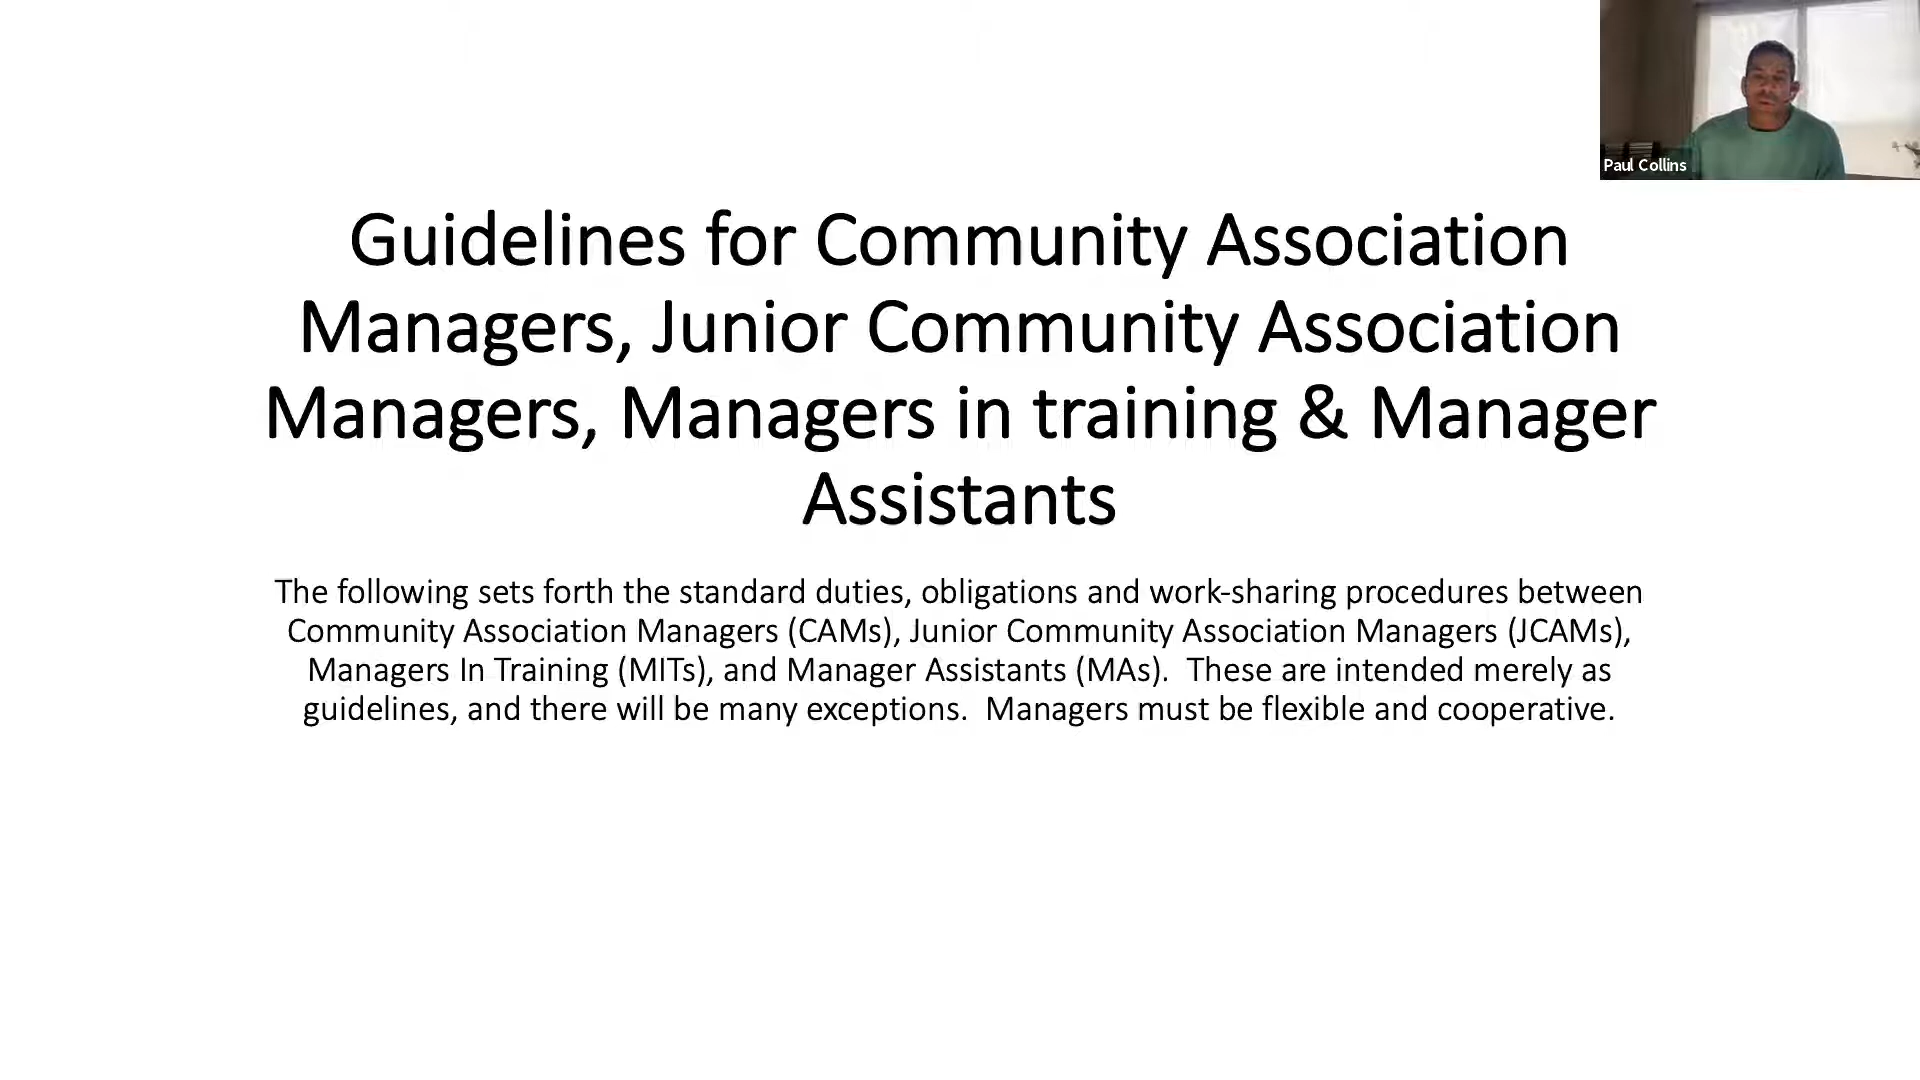 Paul Collins
Guidelines for Community Association
Managers, Junior Community Association
Managers, Managers in training & Manager
Assistants
The following sets forth the standard duties, obligations and work-sharing procedures between
Community Association Managers (CAMs), Junior Community Association Managers (JCAMs),
Managers In Training (MITs), and Manager Assistants (MAs).  These are intended merely as
guidelines, and there will be many exceptions.  Managers must be flexible and cooperative.